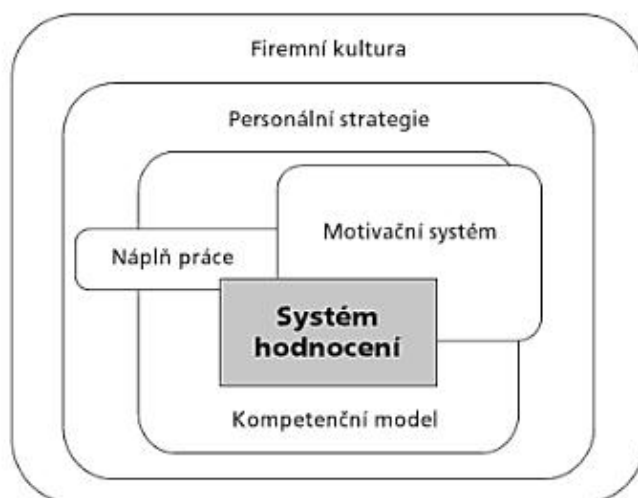 Firemní kultura
Personální strategie
Motivační systém
Náplň práce
Systém
hodnocení
Kompetenční model